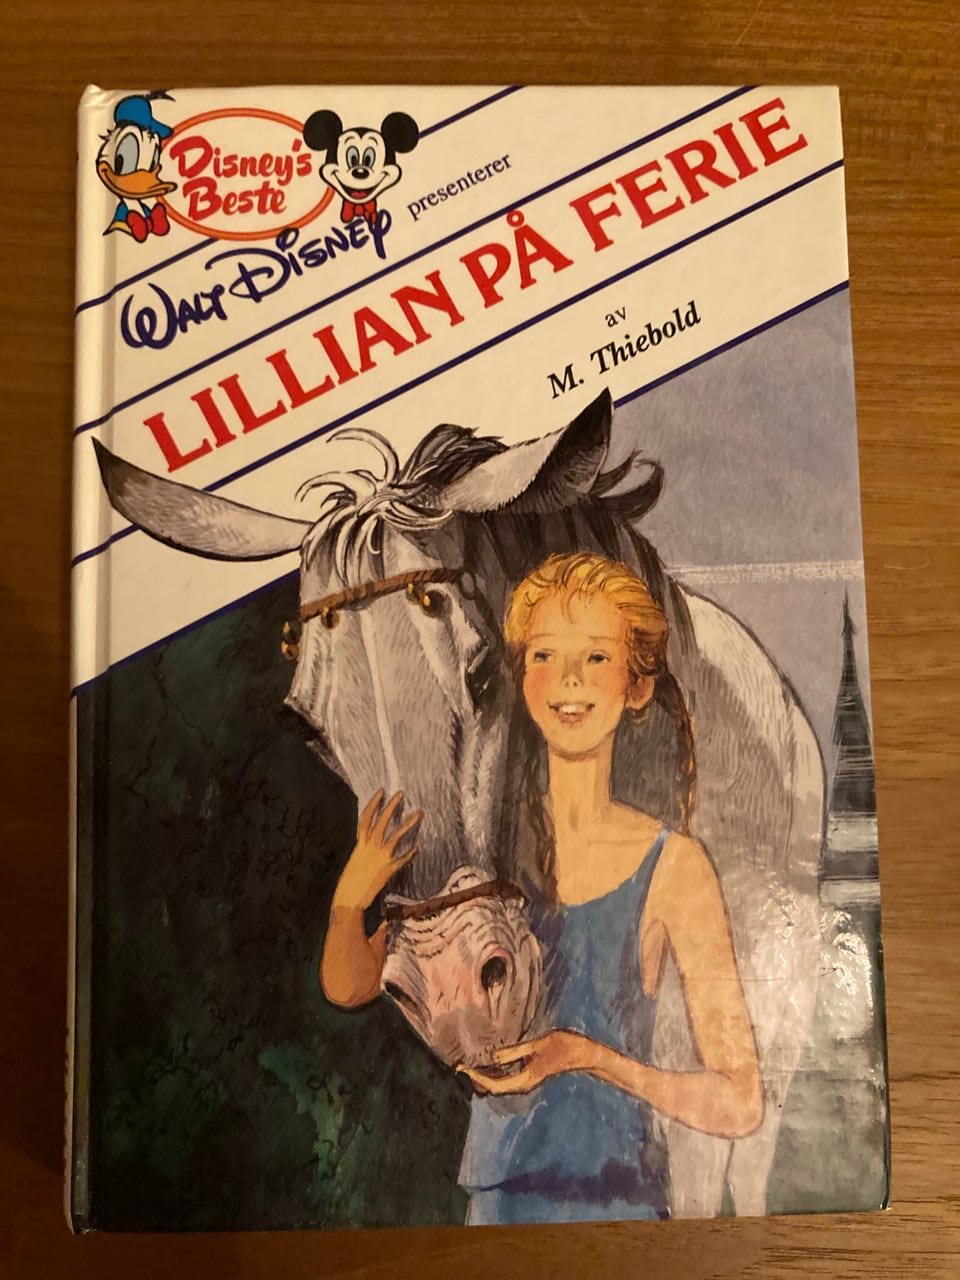 Disney's
Beste
WALT DISNEY presenterer
LILLIAN PÅ FERIE
av
M. Thiebold